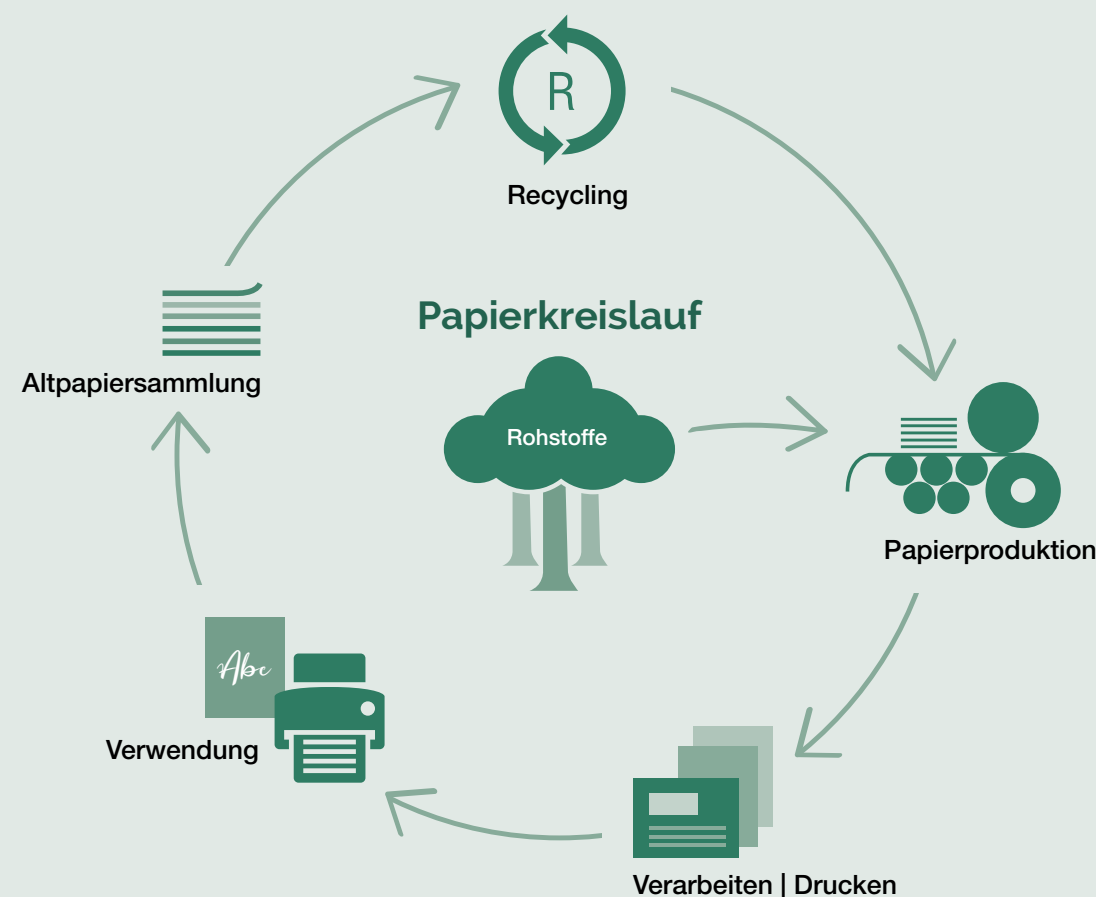 R
Recycling
Papierkreislauf
Altpapiersammlung
Rohstoffe
Papierproduktion
Abc
Verwendung
Verarbeiten | Drucken